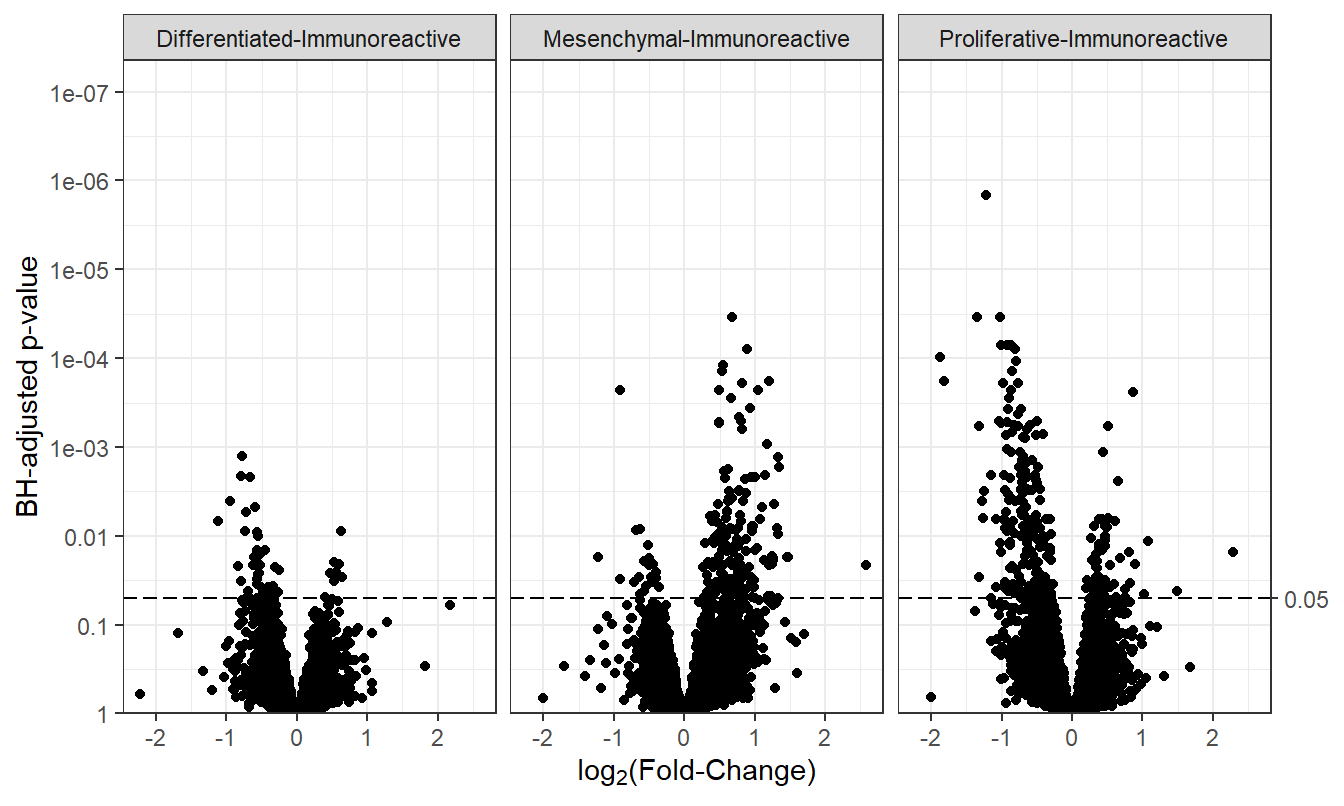 Differentiated-Immunoreactive
Mesenchymal-Immunoreactive
Proliferative-Immunoreactive
BH-adjusted p-value
1e-07
1e-06
1e-05
1e-04
1e-03
0.01
0.1
1
0.05
-2 -1 0 1 2
-2 -1 0 1 2
-2 -1 0 1 2
log₂(Fold-Change)